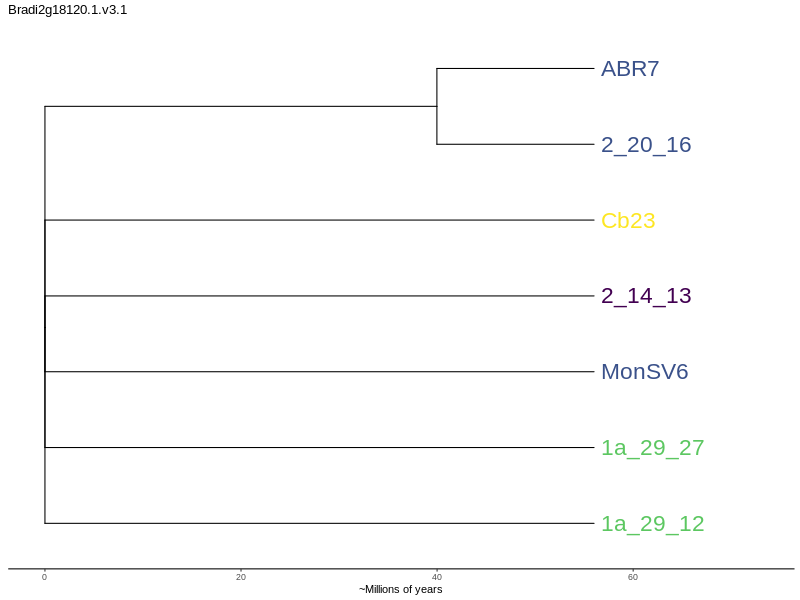 Bradi2g18120.1.v3.1
ABR7
2_20_16
Cb23
2_14_13
MonSV6
1a_29_27
1a_29_12
0 20 40 60
~Millions of years